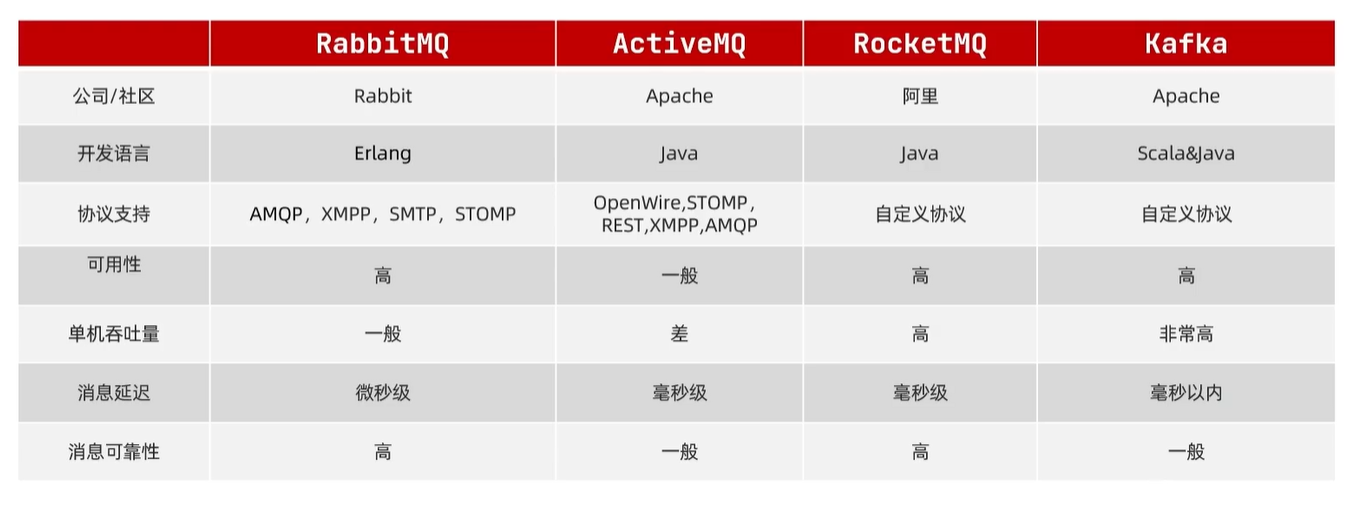 RabbitMQ ActiveMQ RocketMQ Kafka
公司/社区 Rabbit Apache 阿里 Apache
开发语言 Erlang Java Java Scala&Java
协议支持 AMQP，XMPP，SMTP，STOMP OpenWire,STOMP， 自定义协议 自定义协议
REST,XMPP,AMQP
可用性 高 一般 高 高
单机吞吐量 一般 差 高 非常高
消息延迟 微秒级 毫秒级 毫秒级 毫秒以内
消息可靠性 高 一般 高 一般